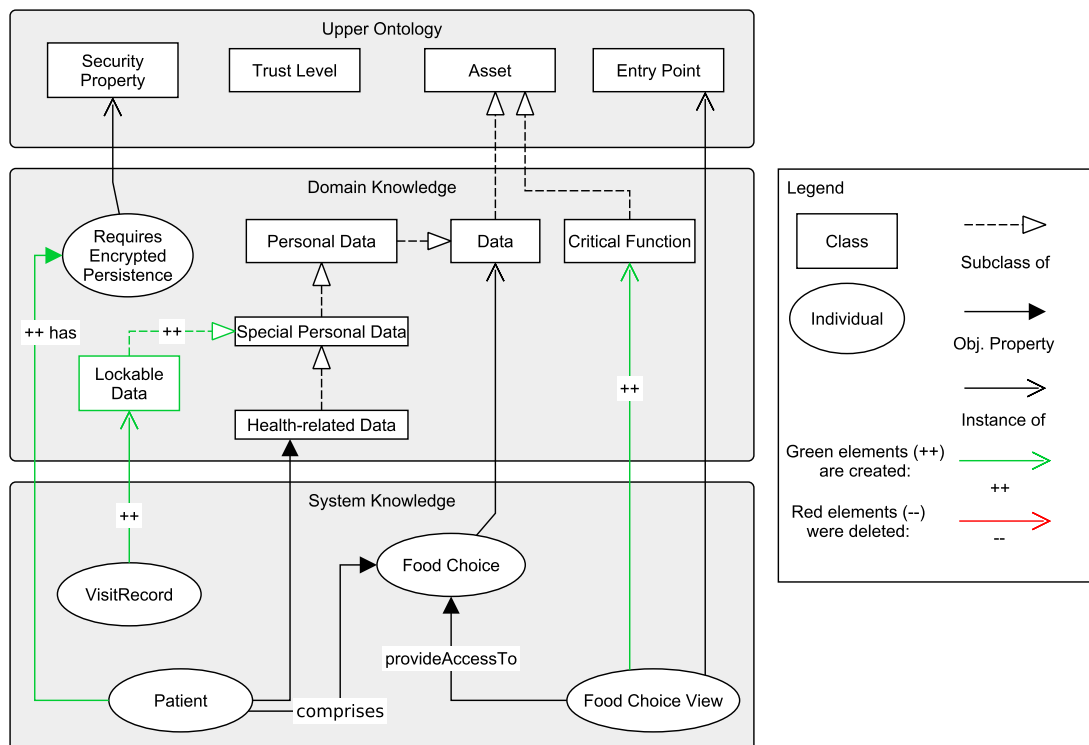 Upper Ontology
Security
Property
Trust Level
Asset
Entry Point
Domain Knowledge
Requires
Encrypted
Persistence
Personal Data
Data
Critical Function
++ has
++
Special Personal Data
Lockable
Data
++
Health-related Data
System Knowledge
++
Food Choice
VisitRecord
provideAccessTo
Patient
comprises
Food Choice View
Legend
Class
Subclass of
Individual
Obj. Property
Instance of
Green elements (++)
are created:
++
Red elements (--)
were deleted:
--